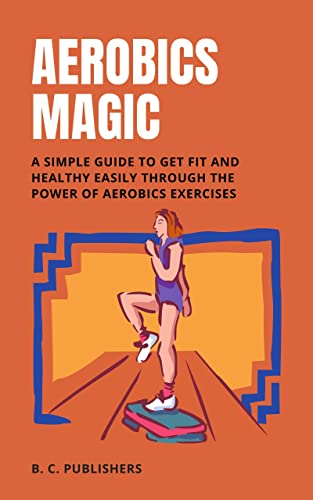 AEROBICS
MAGIC
A SIMPLE GUIDE TO GET FIT AND
HEALTHY EASILY THROUGH THE
POWER OF AEROBICS EXERCISES
B. C. PUBLISHERS